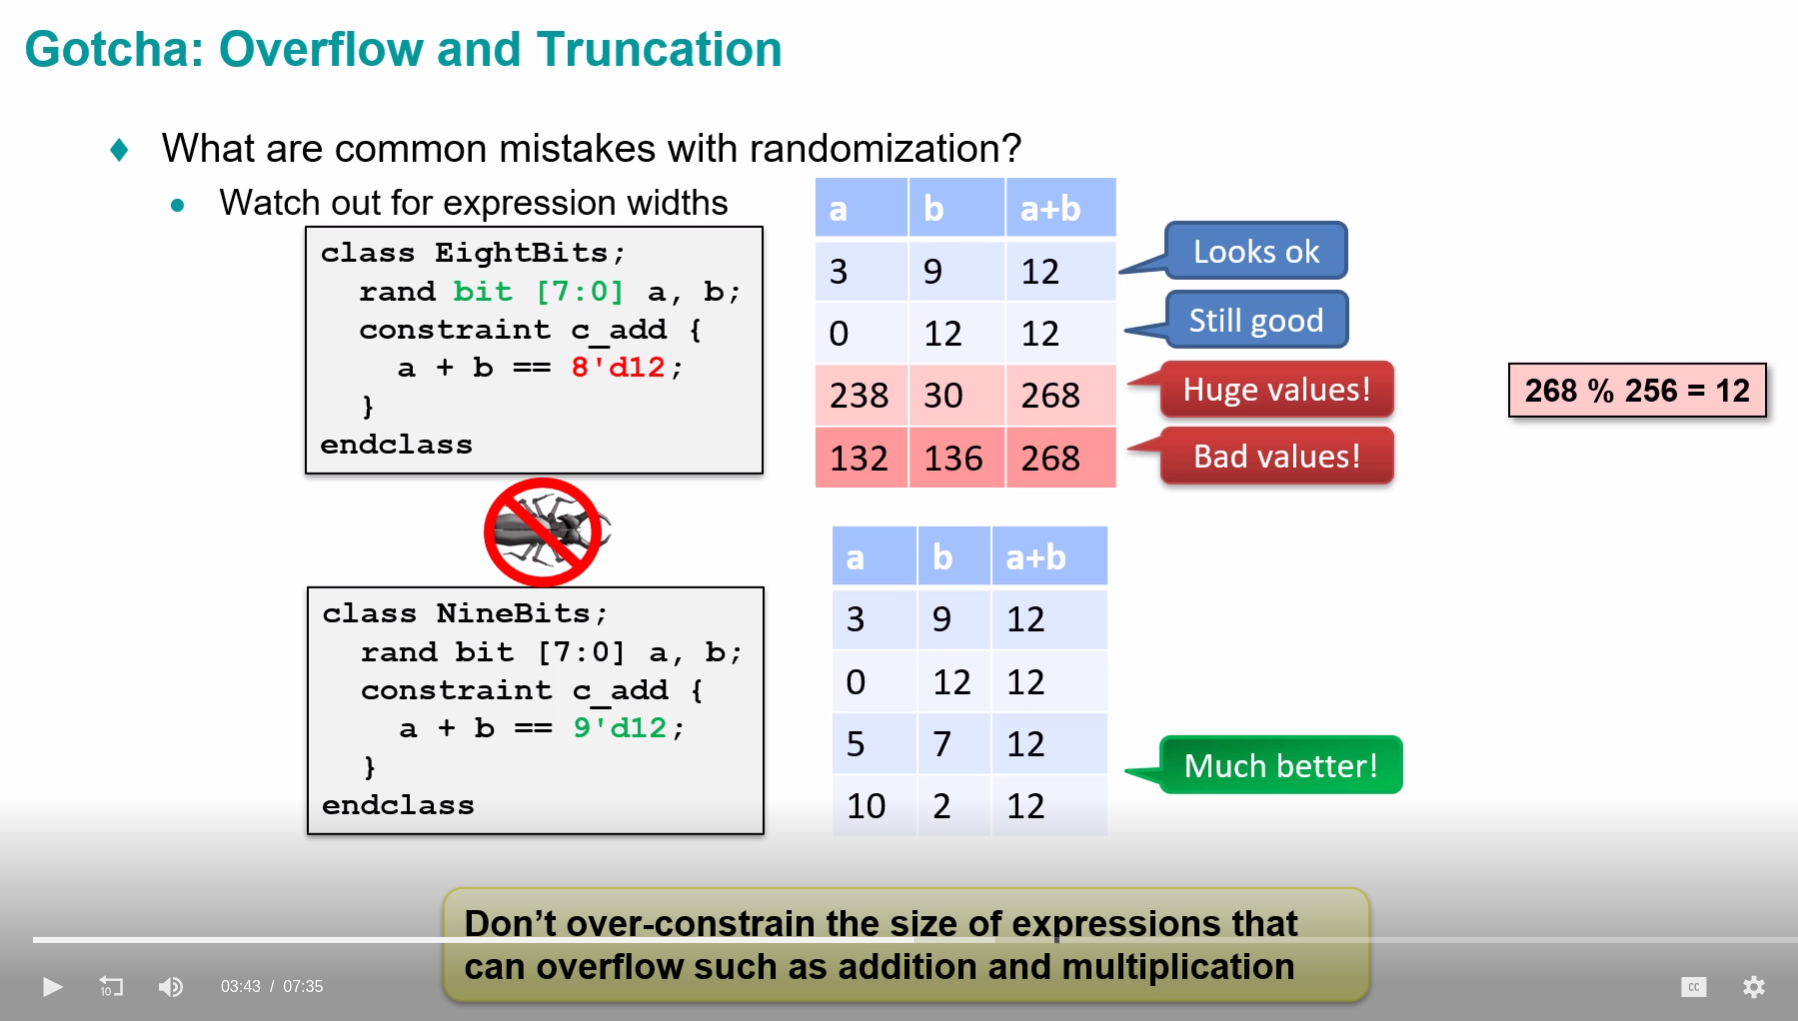 Gotcha: Overflow and Truncation
What are common mistakes with randomization?
Watch out for expression widths
class EightBits;
rand bit [7:0] a, b;
constraint c_add {
a + b == 8'd12;
}
endclass
a b a+b
3 9 12
0 12 12
238 30 268
132 136 268
Looks ok
Still good
Huge values!
Bad values!
268 % 256 = 12
class NineBits;
rand bit [7:0] a, b;
constraint c_add {
a + b == 9'd12;
}
endclass
a b a+b
3 9 12
0 12 12
5 7 12
10 2 12
Much better!
Don’t over-constrain the size of expressions that
can overflow such as addition and multiplication
10
03:43 / 07:35
CC